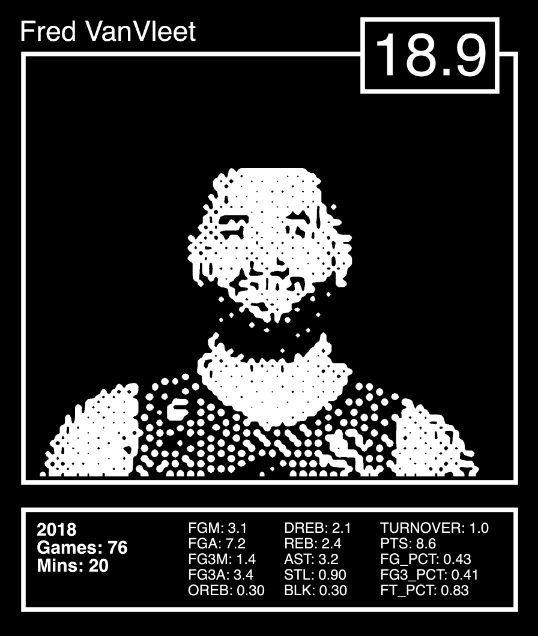 Fred VanVleet
18.9
2018
Games: 76
Mins: 20
FGM: 3.1
FGA: 7.2
FG3M: 1.4
FG3A: 3.4
OREB: 0.30
DREB: 2.1
REB: 2.4
AST: 3.2
STL: 0.90
BLK: 0.30
TURNOVER: 1.0
PTS: 8.6
FG_PCT: 0.43
FG3_PCT: 0.41
FT_PCT: 0.83